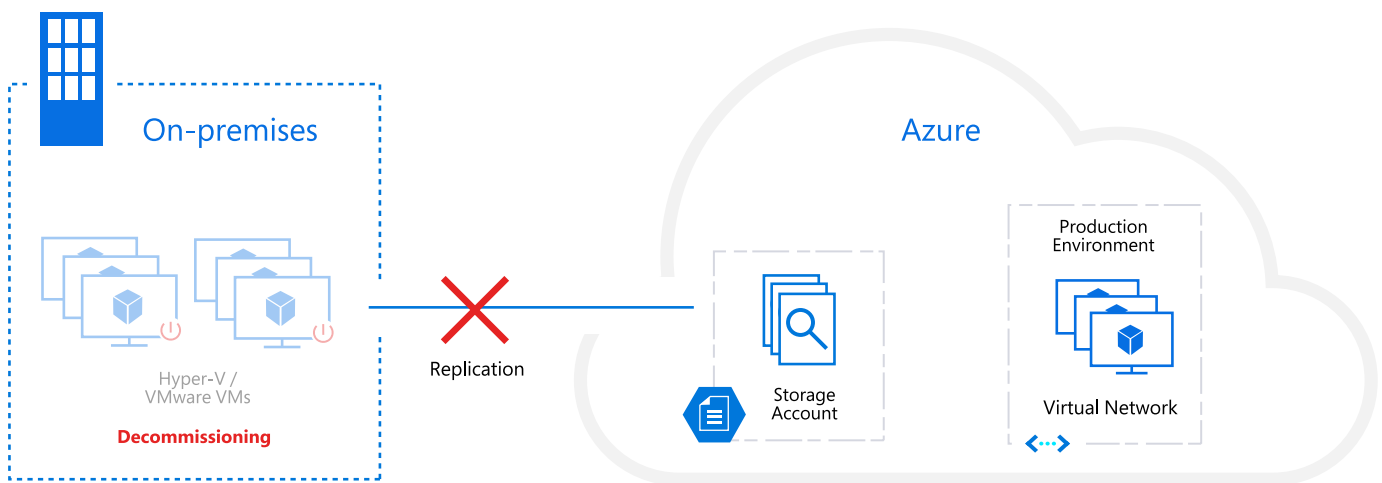 On-premises
Azure
Production
Environment
Replication
Hyper-V /
VMware VMs
Decommissioning
Storage
Account
Virtual Network